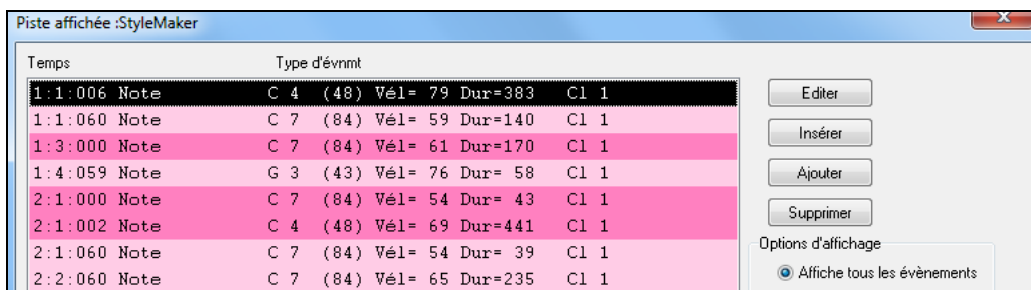 Piste affichée :StyleMaker
Temps Type d'évnmt
1:1:006 Note C 4 (48) Vél= 79 Dur=383 Cl 1
1:1:060 Note C 7 (84) Vél= 59 Dur=140 Cl 1
1:3:000 Note C 7 (84) Vél= 61 Dur=170 Cl 1
1:4:059 Note G 3 (43) Vél= 76 Dur= 58 Cl 1
2:1:000 Note C 7 (84) Vél= 54 Dur= 43 Cl 1
2:1:002 Note C 4 (48) Vél= 69 Dur=441 Cl 1
2:1:060 Note C 7 (84) Vél= 54 Dur= 39 Cl 1
2:2:060 Note C 7 (84) Vél= 65 Dur=235 Cl 1
Editer
Insérer
Ajouter
Supprimer
Options d'affichage
Affiche tous les évènements